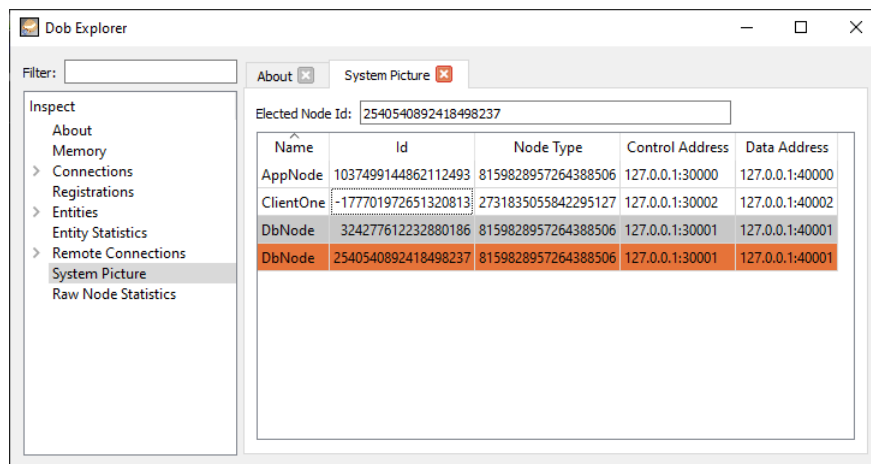 Dob Explorer
Filter:
About
System Picture
Inspect
About
Memory
Connections
Registrations
Entities
Entity Statistics
Remote Connections
System Picture
Raw Node Statistics
Elected Node Id: 2540540892418498237
Name Id Node Type Control Address Data Address
AppNode 1037499144862112493 8159828957264388506 127.0.0.1:30000 127.0.0.1:40000
ClientOne -177701972651320813 2731835055842295127 127.0.0.1:30002 127.0.0.1:40002
DbNode 324277612232880186 8159828957264388506 127.0.0.1:30001 127.0.0.1:40001
DbNode 2540540892418498237 8159828957264388506 127.0.0.1:30001 127.0.0.1:40001